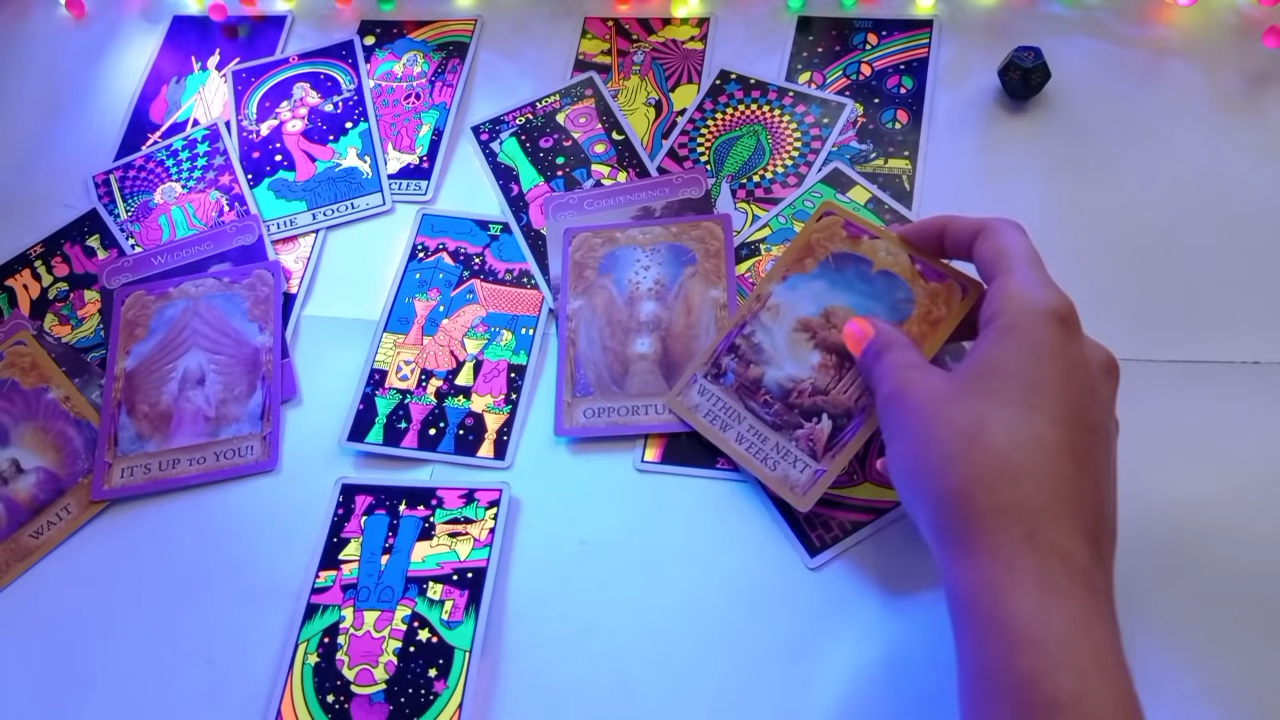 VIII
MAKE LOVE
NOT WAR
THE FOOL.
CLES.
CODEPENDENCY
WEDDING
IX
Wish
VI
IT'S UP TO YOU!
OPPORTU
WITHIN THE NEXT
FEW WEEKS
WAIT